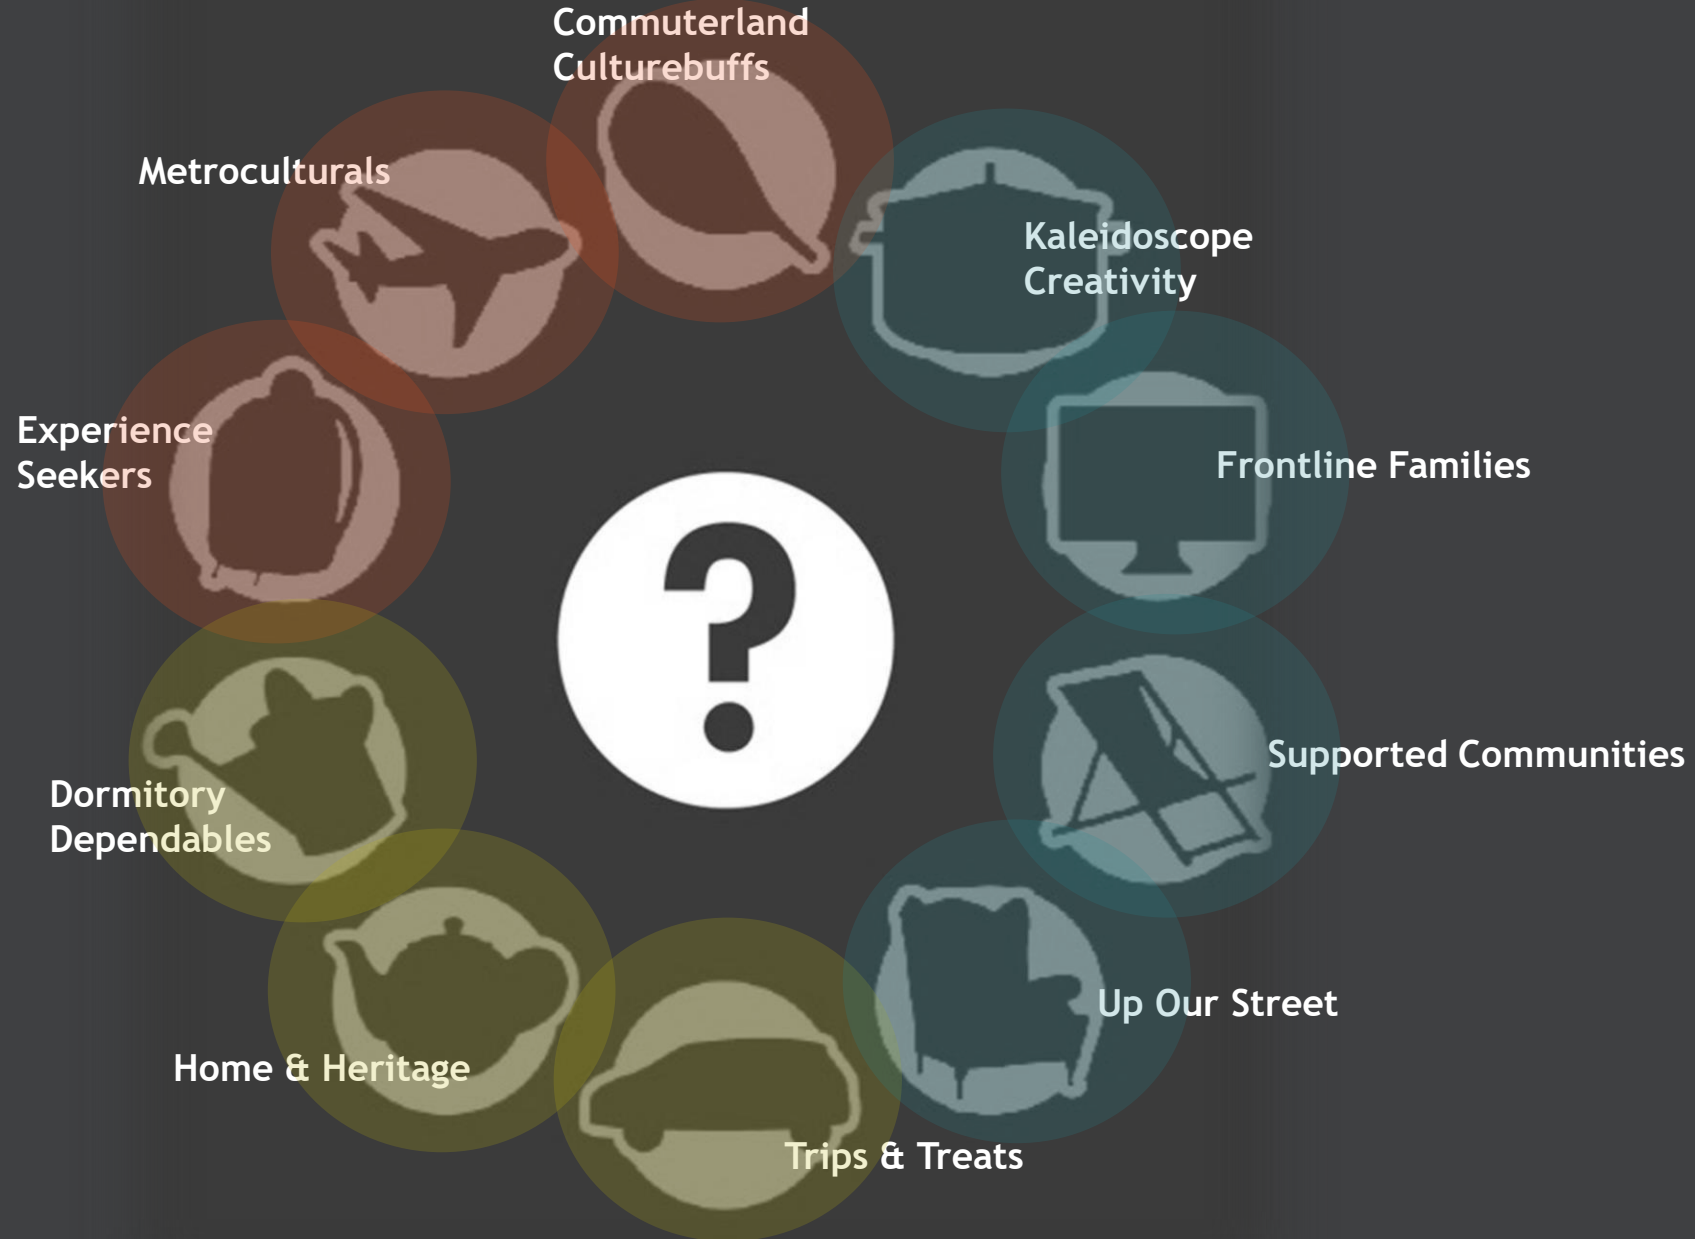 Commuterland
Culturebuffs
Metroculturals
Kaleidoscope
Creativity
Experience
Seekers
Frontline Families
?
Supported Communities
Dormitory
Dependables
Up Our Street
Home & Heritage
Trips & Treats